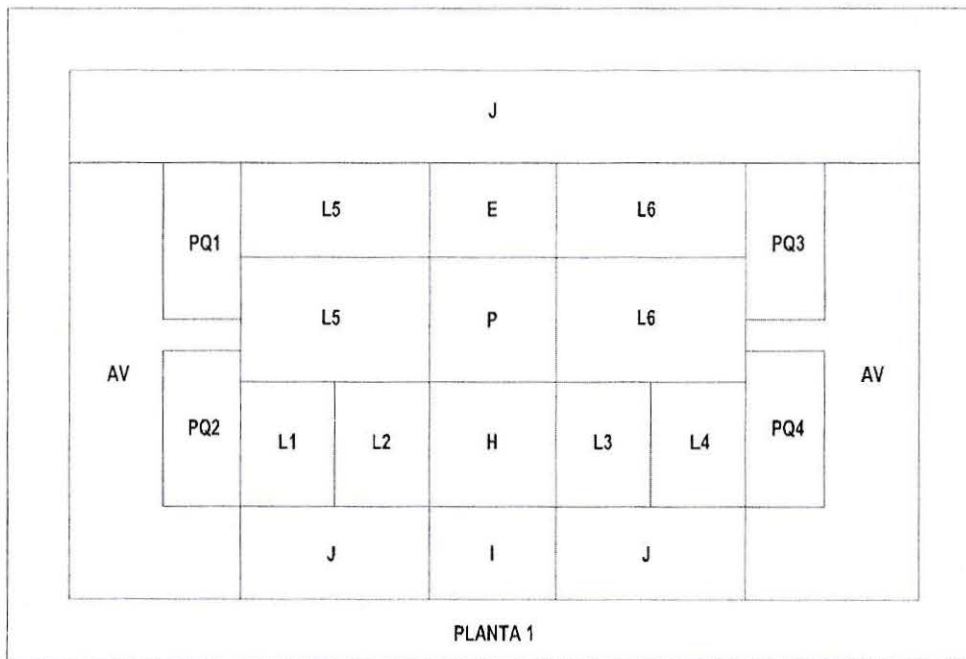 J
L5 E L6
PQ1 PQ3
L5 P L6
AV AV
PQ2 PQ4
L1 L2 H L3 L4
J I J
PLANTA 1